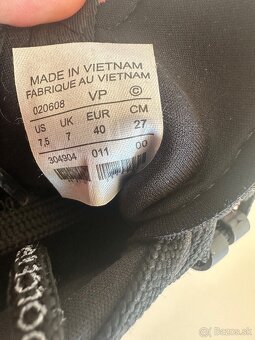 MADE IN VIETNAM
FABRIQUE AU VIETNAM
020608 VP ©
US UK EUR CM
7,5 7 40 27
304904 011 00
Bazos.sk